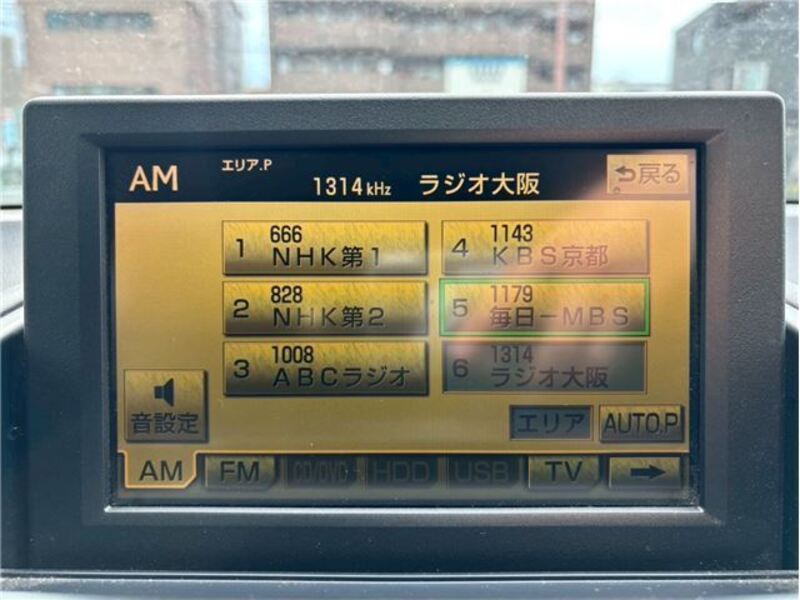 AM エリア.P 1314kHz ラジオ大阪 戻る
1 666 NHK第1
4 1143 KBS京都
2 828 NHK第2
5 1179 毎日-MBS
3 1008 ABCラジオ
6 1314 ラジオ大阪
音設定
エリア AUTO.P
AM FM CD/DVD HDD USB TV